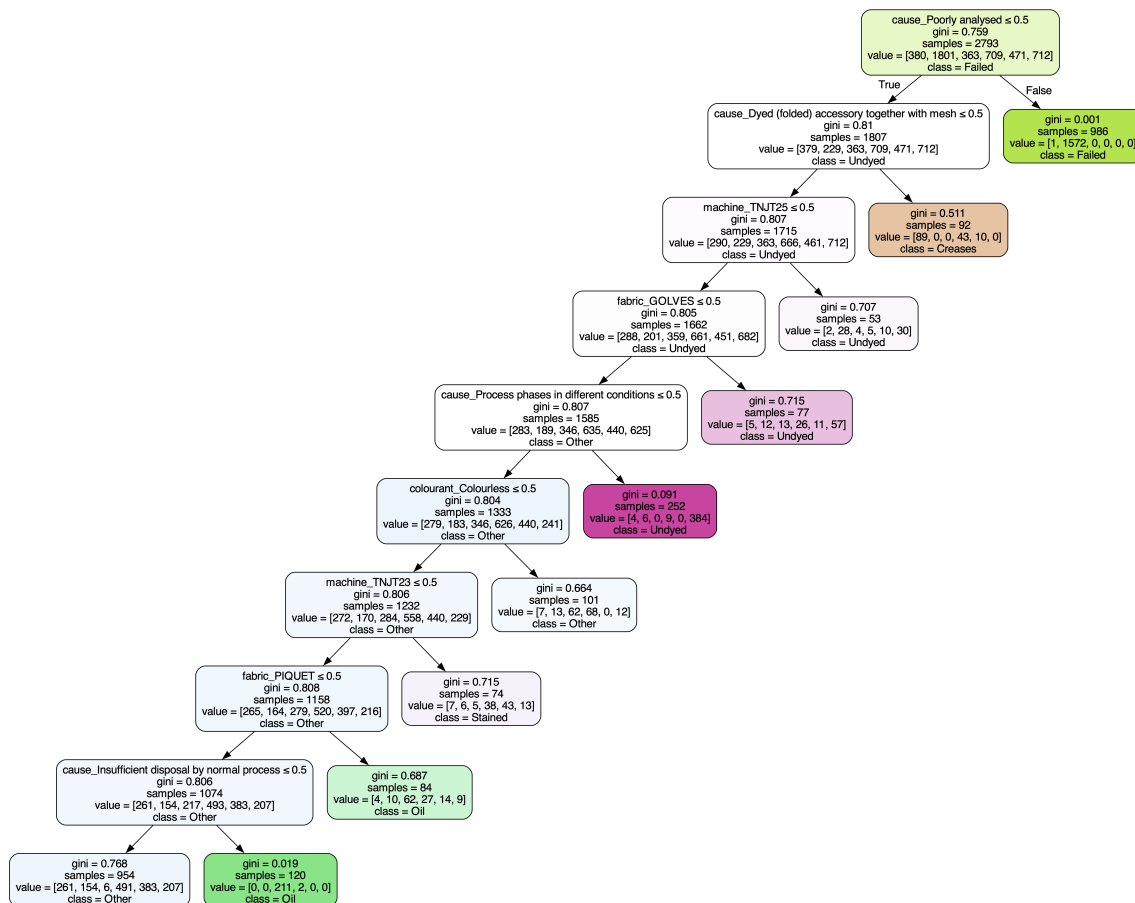 cause_Poorly analysed ≤ 0.5
gini = 0.759
samples = 2793
value = [380, 1801, 363, 709, 471, 712]
class = Failed
True
False
cause_Dyed (folded) accessory together with mesh ≤ 0.5
gini = 0.81
samples = 1807
value = [379, 229, 363, 709, 471, 712]
class = Undyed
gini = 0.001
samples = 986
value = [1, 1572, 0, 0, 0, 0]
class = Failed
machine_TNJT25 ≤ 0.5
gini = 0.807
samples = 1715
value = [290, 229, 363, 666, 461, 712]
class = Undyed
gini = 0.511
samples = 92
value = [89, 0, 0, 43, 10, 0]
class = Creases
fabric_GOLVES ≤ 0.5
gini = 0.805
samples = 1662
value = [288, 201, 359, 661, 451, 682]
class = Undyed
gini = 0.707
samples = 53
value = [2, 28, 4, 5, 10, 30]
class = Undyed
cause_Process phases in different conditions ≤ 0.5
gini = 0.807
samples = 1585
value = [283, 189, 346, 635, 440, 625]
class = Other
gini = 0.715
samples = 77
value = [5, 12, 13, 26, 11, 57]
class = Undyed
colourant_Colourless ≤ 0.5
gini = 0.804
samples = 1333
value = [279, 183, 346, 626, 440, 241]
class = Other
gini = 0.091
samples = 252
value = [4, 6, 0, 9, 0, 384]
class = Undyed
machine_TNJT23 ≤ 0.5
gini = 0.806
samples = 1232
value = [272, 170, 284, 558, 440, 229]
class = Other
gini = 0.664
samples = 101
value = [7, 13, 62, 68, 0, 12]
class = Other
fabric_PIQUET ≤ 0.5
gini = 0.808
samples = 1158
value = [265, 164, 279, 520, 397, 216]
class = Other
gini = 0.715
samples = 74
value = [7, 6, 5, 38, 43, 13]
class = Stained
cause_Insufficient disposal by normal process ≤ 0.5
gini = 0.806
samples = 1074
value = [261, 154, 217, 493, 383, 207]
class = Other
gini = 0.687
samples = 84
value = [4, 10, 62, 27, 14, 9]
class = Oil
gini = 0.768
samples = 954
value = [261, 154, 6, 491, 383, 207]
class = Other
gini = 0.019
samples = 120
value = [0, 0, 211, 2, 0, 0]
class = Oil